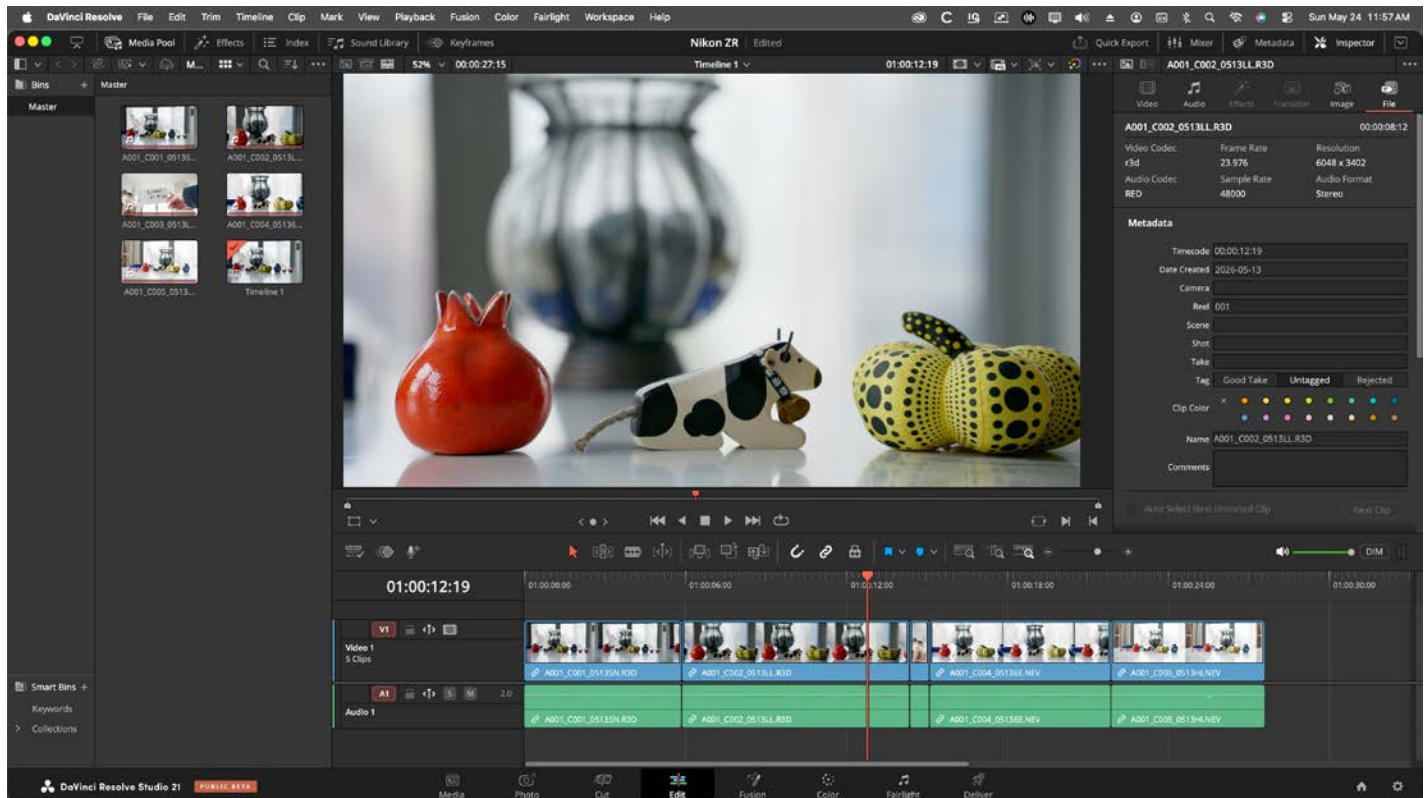 DaVinci Resolve File Edit Trim Timeline Clip Mark View Playback Fusion Color Fairlight Workspace Help Sun May 24 11:57AM
Media Pool Effects Index Sound Library Keyframes Nikon ZR Edited Quick Export Mixer Metadata Inspector
M... 52% 00:00:27:15 Timeline 1 01:00:12:19 A001_C002_0513LL.R3D
Bins Master
Master
A001_C001_0513S... A001_C002_0513L...
A001_C003_0513L... A001_C004_05136...
A001_C005_0513... Timeline 1
Video Audio Effects Transition Image File
A001_C002_0513LL.R3D 00:00:08:12
Video Codec Frame Rate Resolution
r3d 23.976 6048 x 3402
Audio Codec Sample Rate Audio Format
RED 48000 Stereo
Metadata
Timecode 00:00:12:19
Date Created 2026-05-13
Camera
Reel 001
Scene
Shot
Take
Tag Good Take Untagged Rejected
Clip Color
Name A001_C002_0513LL.R3D
Comments
Auto Select Next Unsorted Clip Next Clip
DIM
01:00:12:19 01:00:00:00 01:00:06:00 01:00:12:00 01:00:18:00 01:00:24:00 01:00:30:00
V1
Video 1
5 Clips
A001_C001_0513SN.R3D A001_C002_0513LL.R3D A001_C004_0513EE.NEV A001_C005_0513HI.NEV
A1 S M 2.0
Audio 1
A001_C001_0513SN.R3D A001_C002_0513LL.R3D A001_C004_0513EE.NEV A001_C005_0513HI.NEV
Smart Bins
Keywords
Collections
DaVinci Resolve Studio 21 PUBLIC BETA
Media Photo Cut Edit Fusion Color Fairlight Deliver